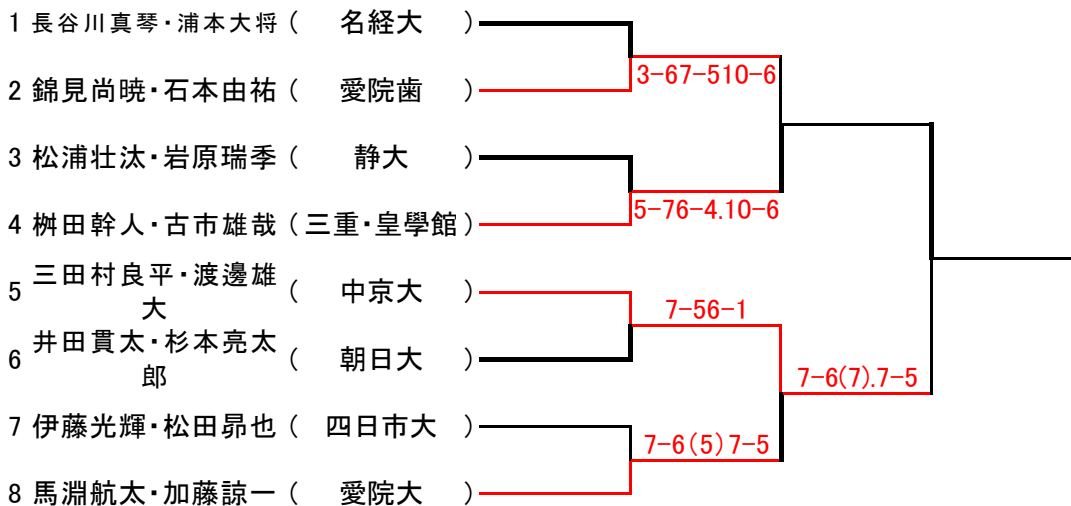 1 長谷川真琴・浦本大将 ( 名経大 )
3-67-510-6
2 錦見尚暁・石本由祐 ( 愛院歯 )
3 松浦壮汰・岩原瑞季 ( 静大 )
5-76-4.10-6
4 桝田幹人・古市雄哉 (三重・皇學館)
5 三田村良平・渡邊雄
大 ( 中京大 )
7-56-1
6 井田貫太・杉本亮太
郎 ( 朝日大 )
7-6(7).7-5
7 伊藤光輝・松田昴也 ( 四日市大 )
7-6(5)7-5
8 馬淵航太・加藤諒一 ( 愛院大 )